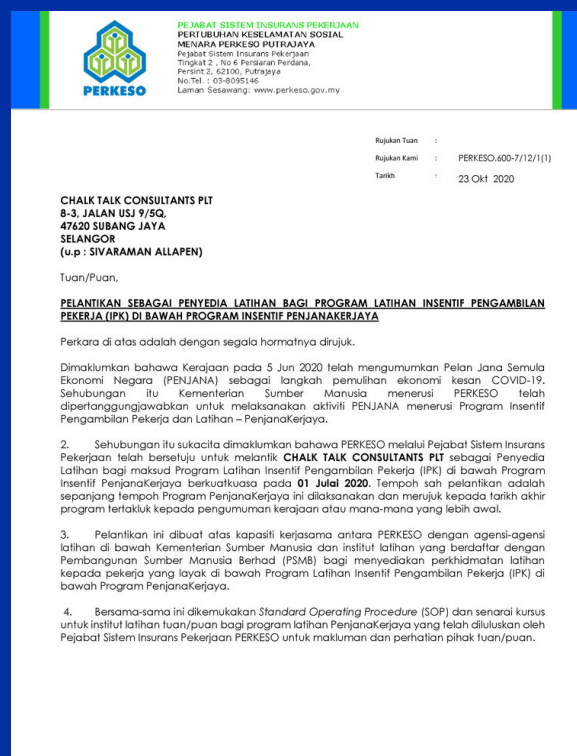 PERKESO
PEJABAT SISTEM INSURANS PEKERJAAN
PERTUBUHAN KESELAMATAN SOSIAL
MENARA PERKESO PUTRAJAYA
Pejabat Sistem Insurans Pekerjaan
Tingkat 2 , No 6 Persiaran Perdana,
Persint 2, 62100, Putrajaya
No.Tel. : 03-8095146
Laman Sesawang: www.perkeso.gov.my
Rujukan Tuan :
Rujukan Kami : PERKESO.600-7/12/1(1)
Tarikh : 23 Okt 2020
CHALK TALK CONSULTANTS PLT
8-3, JALAN USJ 9/5Q,
47620 SUBANG JAYA
SELANGOR
(u.p : SIVARAMAN ALLAPEN)
Tuan/Puan,
PELANTIKAN SEBAGAI PENYEDIA LATIHAN BAGI PROGRAM LATIHAN INSENTIF PENGAMBILAN
PEKERJA (IPK) DI BAWAH PROGRAM INSENTIF PENJANAKERJAYA
Perkara di atas adalah dengan segala hormatnya dirujuk.
Dimaklumkan bahawa Kerajaan pada 5 Jun 2020 telah mengumumkan Pelan Jana Semula
Ekonomi Negara (PENJANA) sebagai langkah pemulihan ekonomi kesan COVID-19.
Sehubungan itu Kementerian Sumber Manusia menerusi PERKESO telah
dipertanggungjawabkan untuk melaksanakan aktiviti PENJANA menerusi Program Insentif
Pengambilan Pekerja dan Latihan – PenjanaKerjaya.
2. Sehubungan itu sukacita dimaklumkan bahawa PERKESO melalui Pejabat Sistem Insurans
Pekerjaan telah bersetuju untuk melantik CHALK TALK CONSULTANTS PLT sebagai Penyedia
Latihan bagi maksud Program Latihan Insentif Pengambilan Pekerja (IPK) di bawah Program
Insentif PenjanaKerjaya berkuatkuasa pada 01 Julai 2020. Tempoh sah pelantikan adalah
sepanjang tempoh Program PenjanaKerjaya ini dilaksanakan dan merujuk kepada tarikh akhir
program tertakluk kepada pengumuman kerajaan atau mana-mana yang lebih awal.
3. Pelantikan ini dibuat atas kapasiti kerjasama antara PERKESO dengan agensi-agensi
latihan di bawah Kementerian Sumber Manusia dan institut latihan yang berdaftar dengan
Pembangunan Sumber Manusia Berhad (PSMB) bagi menyediakan perkhidmatan latihan
kepada pekerja yang layak di bawah Program Latihan Insentif Pengambilan Pekerja (IPK) di
bawah Program PenjanaKerjaya.
4. Bersama-sama ini dikemukakan Standard Operating Procedure (SOP) dan senarai kursus
untuk institut latihan tuan/puan bagi program latihan PenjanaKerjaya yang telah diluluskan oleh
Pejabat Sistem Insurans Pekerjaan PERKESO untuk makluman dan perhatian pihak tuan/puan.